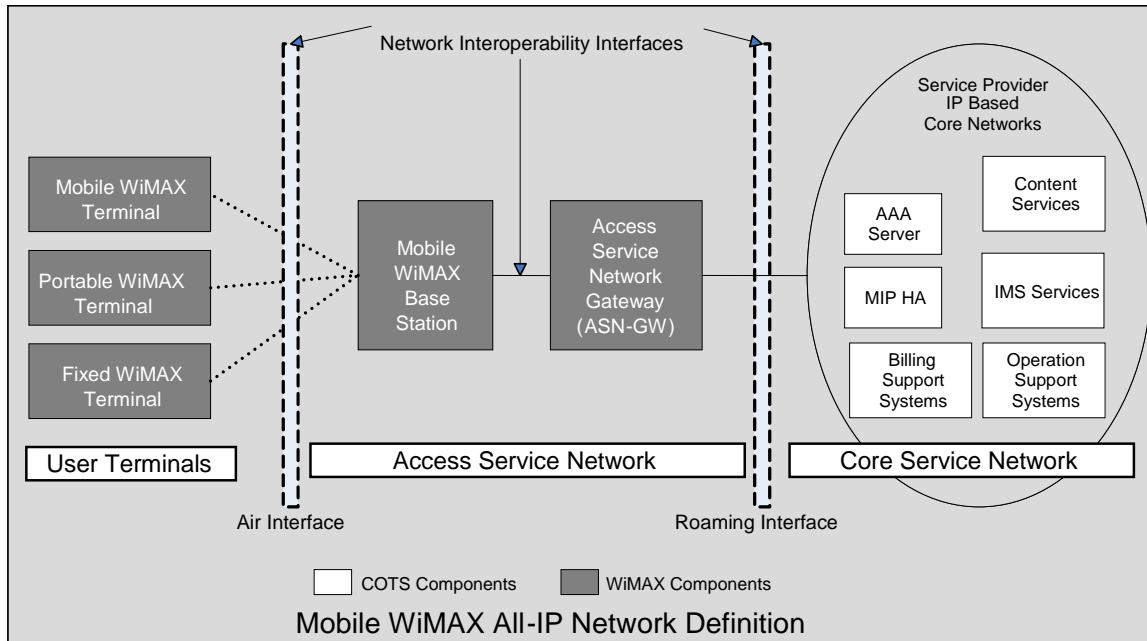 Network Interoperability Interfaces
Service Provider
IP Based
Core Networks
Mobile WiMAX
Terminal
Portable WiMAX
Terminal
Fixed WiMAX
Terminal
Mobile
WiMAX
Base
Station
Access
Service
Network
Gateway
(ASN-GW)
AAA
Server
Content
Services
MIP HA
IMS Services
Billing
Support
Systems
Operation
Support
Systems
User Terminals
Access Service Network
Core Service Network
Air Interface
Roaming Interface
COTS Components
WiMAX Components
Mobile WiMAX All-IP Network Definition